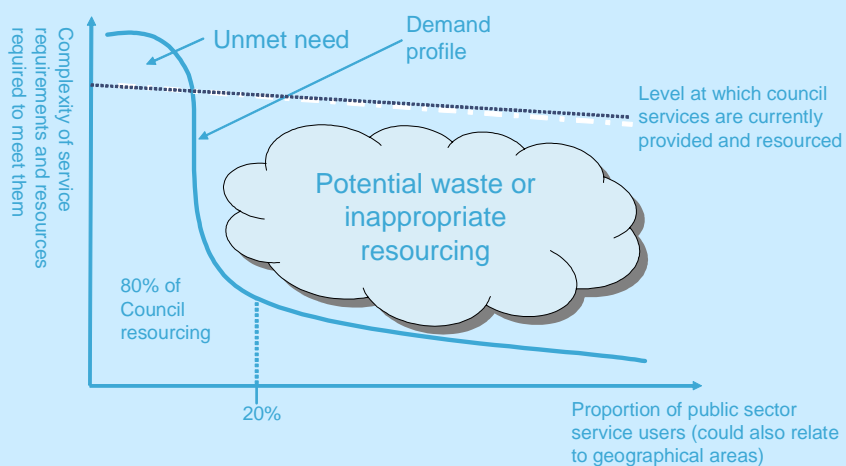 Unmet need
Demand
profile
Complexity of service
requirements and resources
required to meet them
Level at which council
services are currently
provided and resourced
Potential waste or
inappropriate
resourcing
80% of
Council
resourcing
20%
Proportion of public sector
service users (could also relate
to geographical areas)